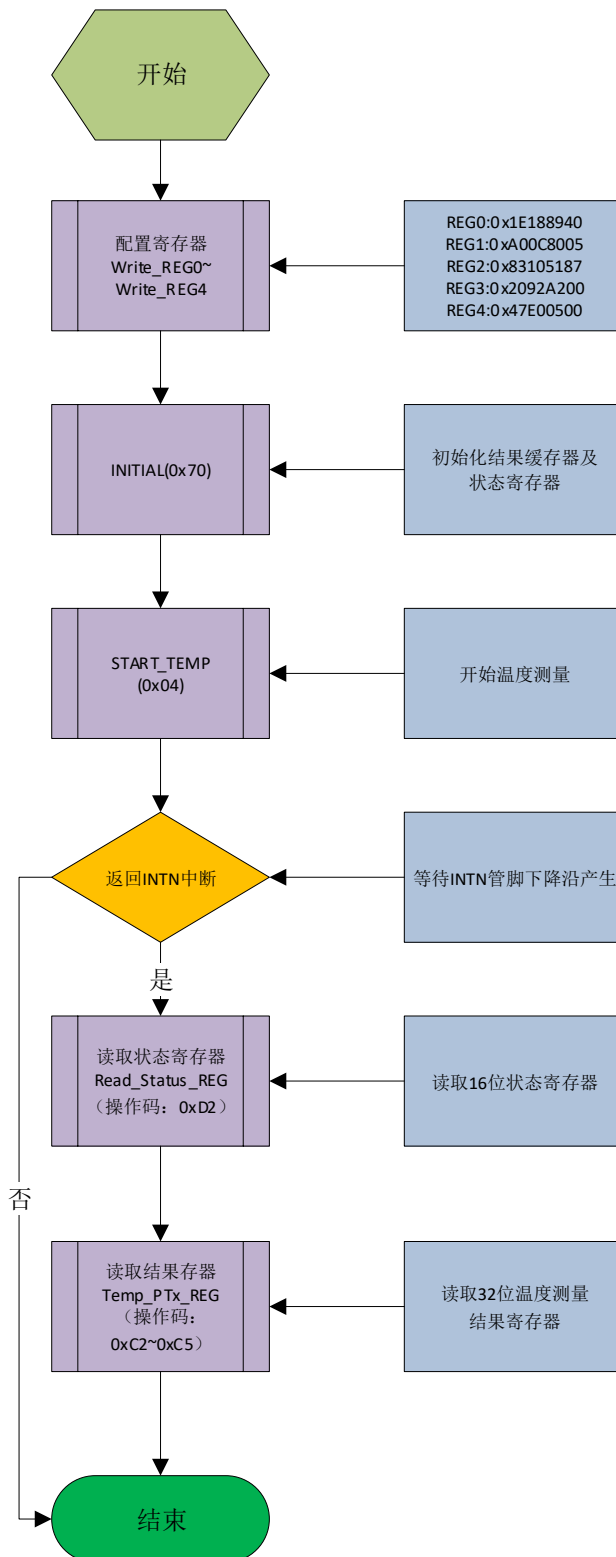 开始
配置寄存器
Write_REG0~
Write_REG4
REG0:0x1E188940
REG1:0xA00C8005
REG2:0x83105187
REG3:0x2092A200
REG4:0x47E00500
INITIAL(0x70)
初始化结果缓存器及
状态寄存器
START_TEMP
(0x04)
开始温度测量
返回INTN中断
等待INTN管脚下降沿产生
是
读取状态寄存器
Read_Status_REG
（操作码：0xD2）
读取16位状态寄存器
否
读取结果存器
Temp_PTx_REG
（操作码：
0xC2~0xC5）
读取32位温度测量
结果寄存器
结束